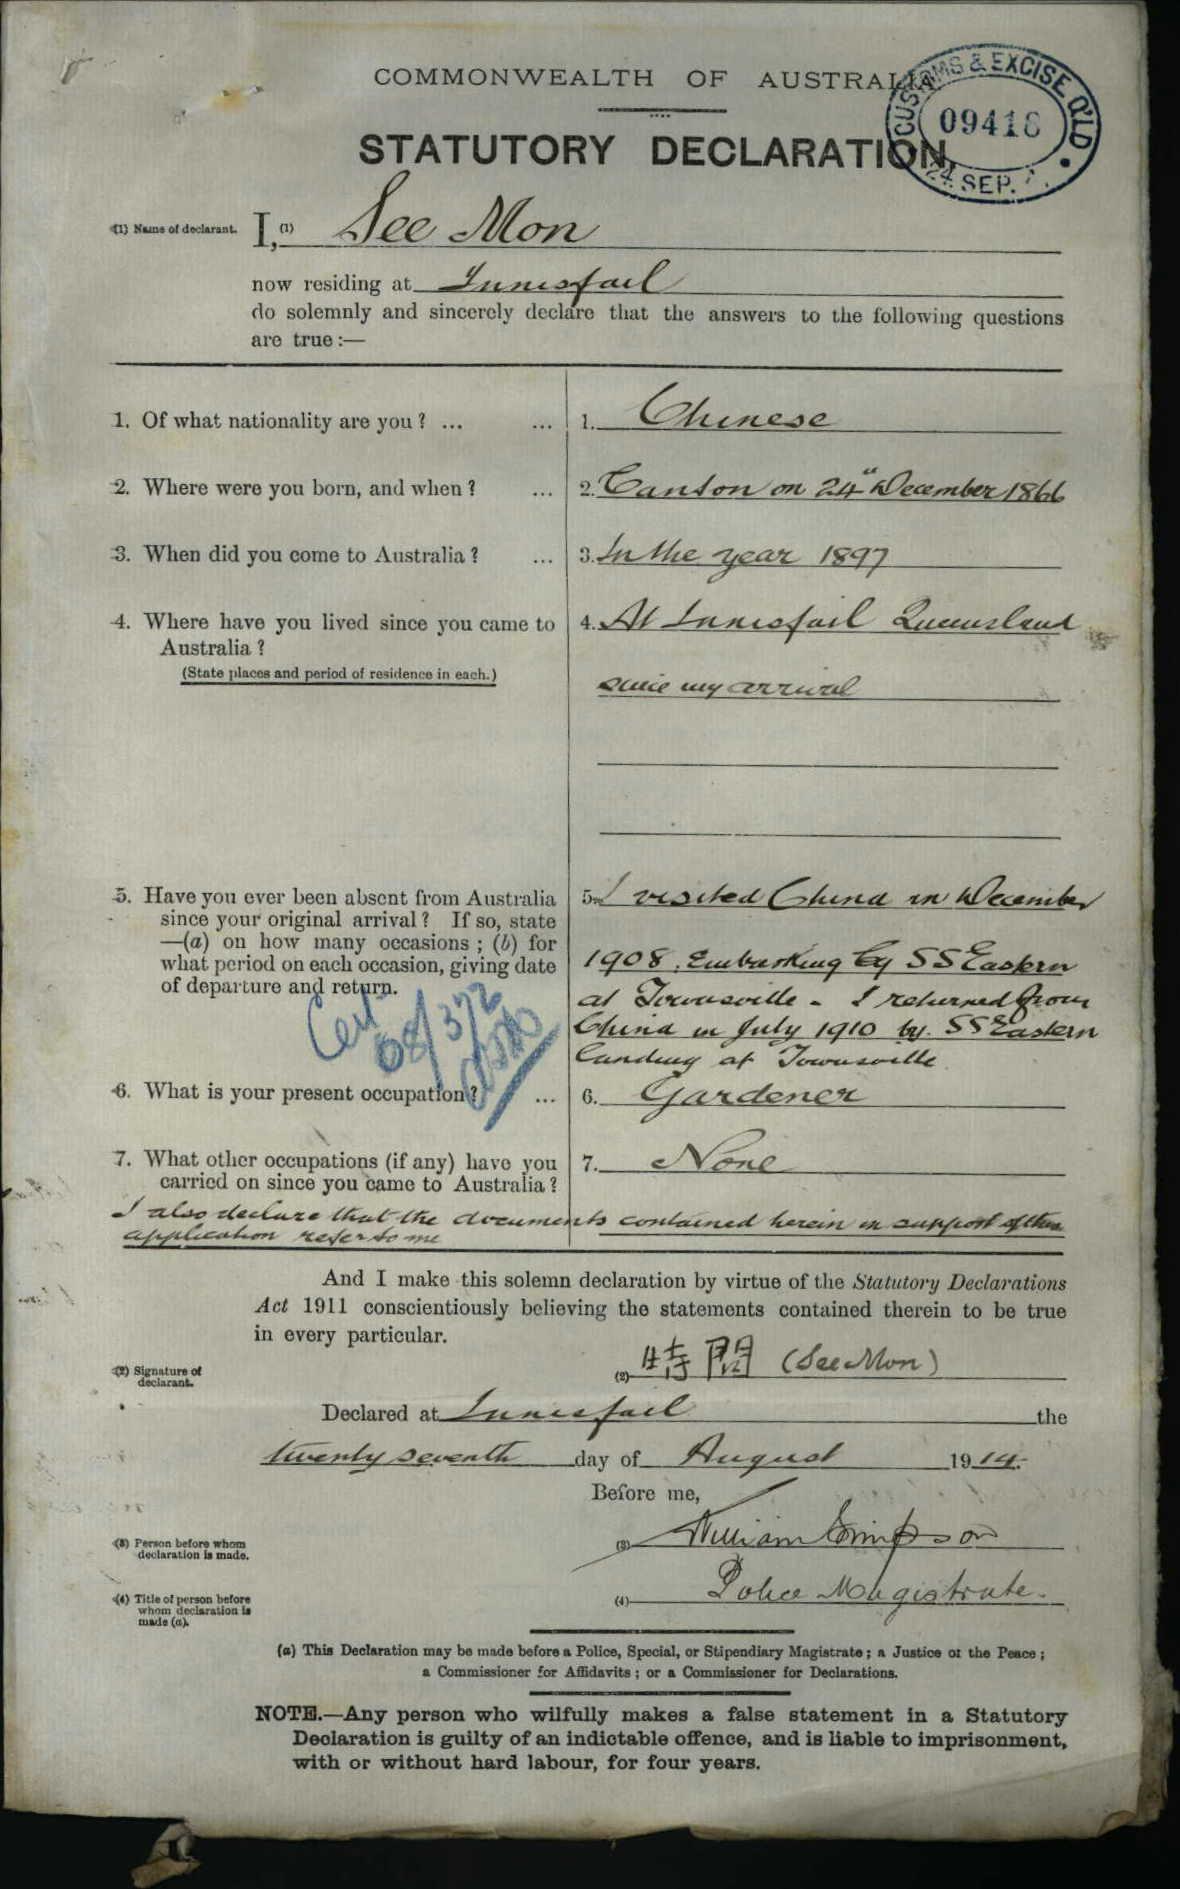 COMMONWEALTH OF AUSTRALIA
CUSTOMS & EXCISE Q'LD
09418
24 SEP.
STATUTORY DECLARATION.
(1) Name of declarant.
I, (1) See Mon
now residing at Innisfail
do solemnly and sincerely declare that the answers to the following questions
are true :—
1. Of what nationality are you ? ... ...
1. Chinese
2. Where were you born, and when ? ...
2. Canton on 24th December 1866
3. When did you come to Australia ? ...
3. In the year 1897
4. Where have you lived since you came to
Australia ?
(State places and period of residence in each.)
4. At Innisfail Queensland
since my arrival
5. Have you ever been absent from Australia
since your original arrival ? If so, state
—(a) on how many occasions ; (b) for
what period on each occasion, giving date
of departure and return.
5. I visited China in December
1908, Embarking by SS Eastern
at Townsville - I returned from
China in July 1910 by SS Eastern
landing at Townsville
Cert
08/372
6. What is your present occupation ? ...
6. Gardener
7. What other occupations (if any) have you
carried on since you came to Australia ?
7. None
I also declare that the documents contained herein in support of this
application refer to me
And I make this solemn declaration by virtue of the Statutory Declarations
Act 1911 conscientiously believing the statements contained therein to be true
in every particular.
(2) Signature of
declarant.
(2) 時閏 (See Mon)
Declared at Innisfail the
twenty seventh day of August 1914.
Before me,
(3) Person before whom
declaration is made.
(3) William Simpson
(4) Title of person before
whom declaration is
made (a).
(4) Police Magistrate.
(a) This Declaration may be made before a Police, Special, or Stipendiary Magistrate ; a Justice of the Peace ;
a Commissioner for Affidavits ; or a Commissioner for Declarations.
NOTE.—Any person who wilfully makes a false statement in a Statutory
Declaration is guilty of an indictable offence, and is liable to imprisonment,
with or without hard labour, for four years.